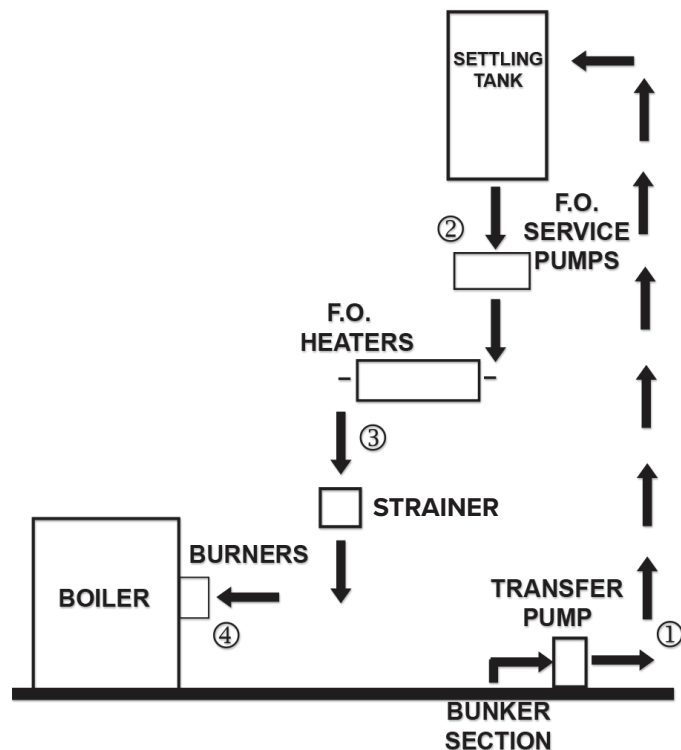 SETTLING
TANK
F.O.
SERVICE
PUMPS
②
F.O.
HEATERS
③
STRAINER
BURNERS
BOILER
④
TRANSFER
PUMP
①
BUNKER
SECTION